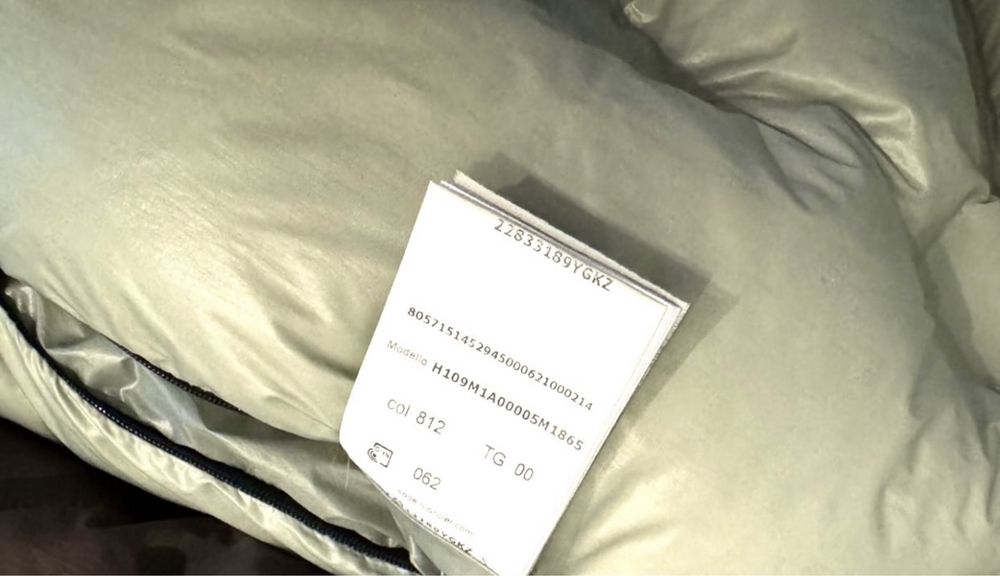 22833189YGKZ
8057151452945000621000214
Modello H109M1A00005M1865
col 812 TG 00
062